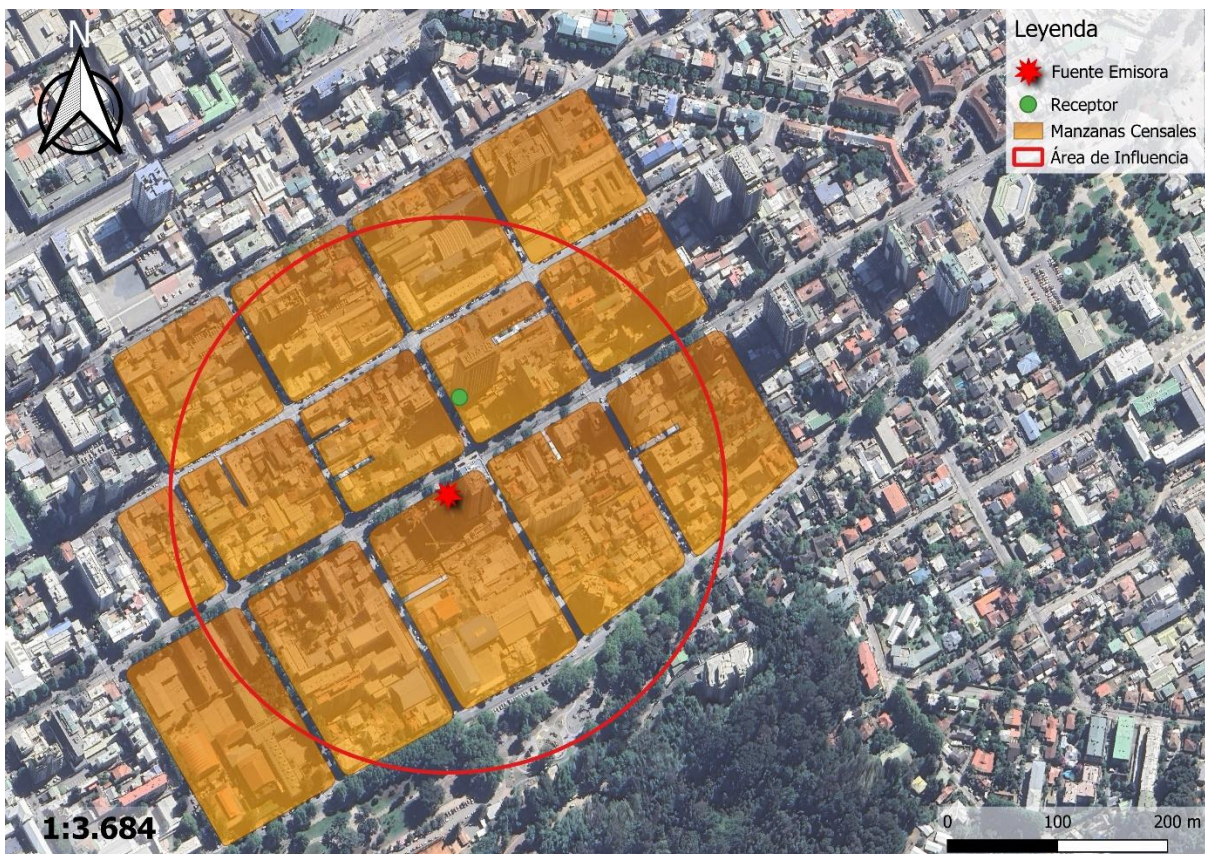 N
Leyenda
Fuente Emisora
Receptor
Manzanas Censales
Área de Influencia
1:3.684
0 100 200 m